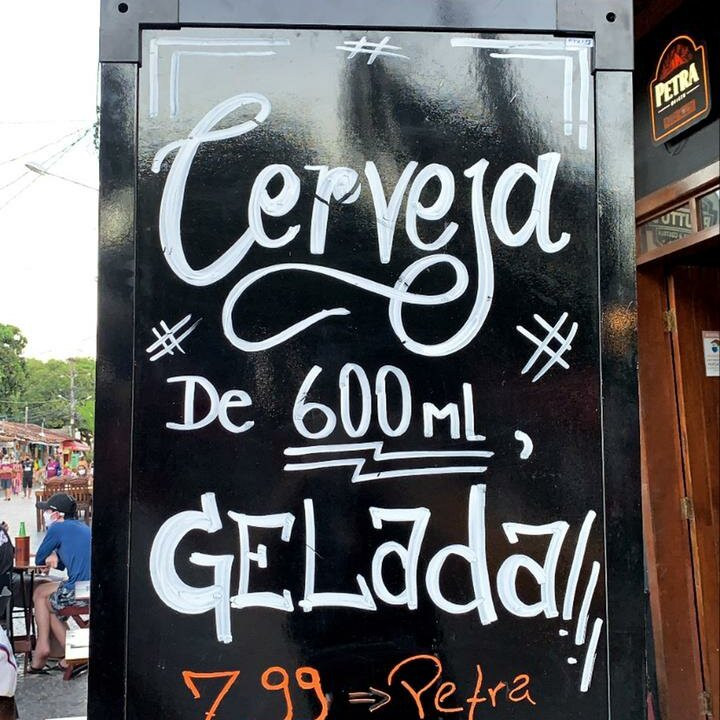 Cerveja
De 600 ML,
GELada!!!
7 99 ⇒ Petra
PETRA